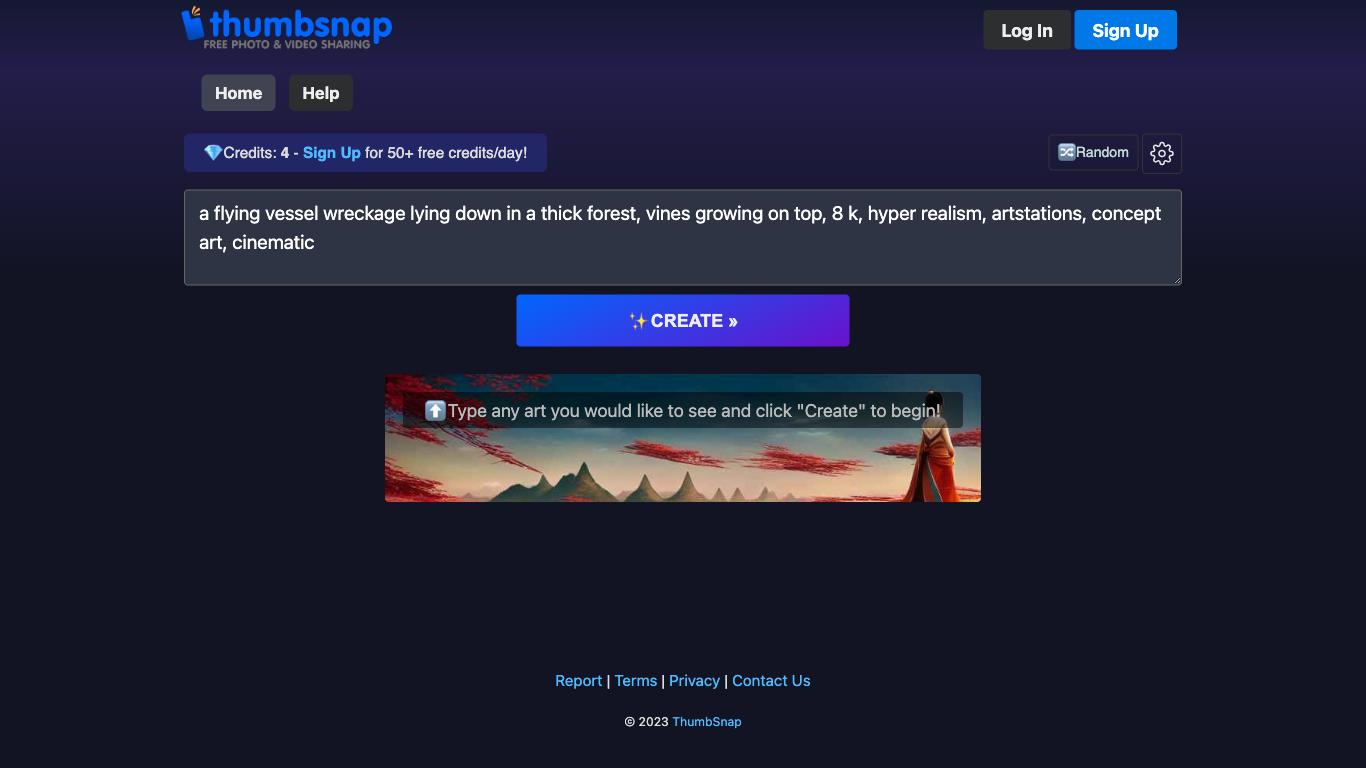 thumbsnap
FREE PHOTO & VIDEO SHARING
Log In
Sign Up
Home
Help
Credits: 4 - Sign Up for 50+ free credits/day!
Random
a flying vessel wreckage lying down in a thick forest, vines growing on top, 8 k, hyper realism, artstations, concept
art, cinematic
CREATE »
Type any art you would like to see and click "Create" to begin!
Report | Terms | Privacy | Contact Us
© 2023 ThumbSnap